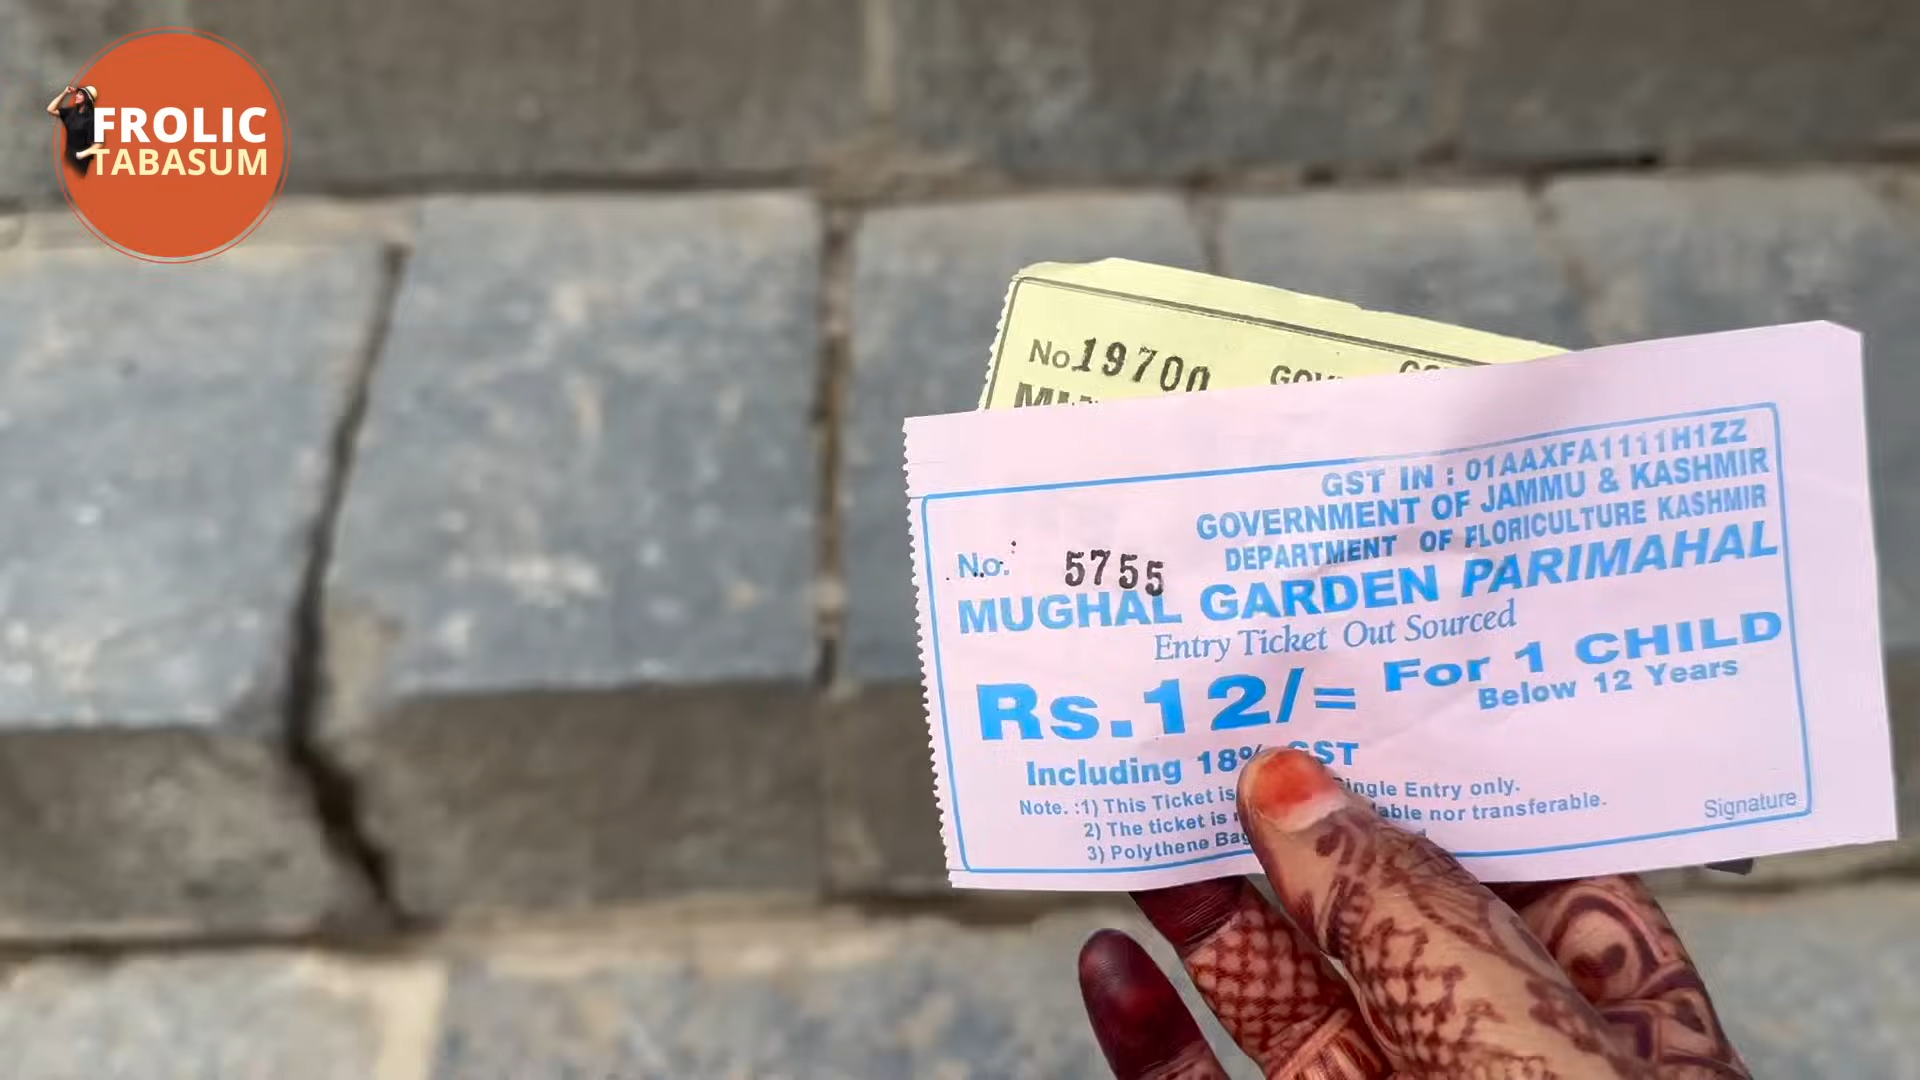 FROLIC
TABASUM
No. 19700
GST IN : 01AAXFA1111H1ZZ
GOVERNMENT OF JAMMU & KASHMIR
DEPARTMENT OF FLORICULTURE KASHMIR
No. 5755
MUGHAL GARDEN PARIMAHAL
Entry Ticket Out Sourced
Rs.12/= For 1 CHILD
Below 12 Years
Including 18% GST
Note. :1) This Ticket is Single Entry only.
2) The ticket is nor transferable.
3) Polythene
Signature